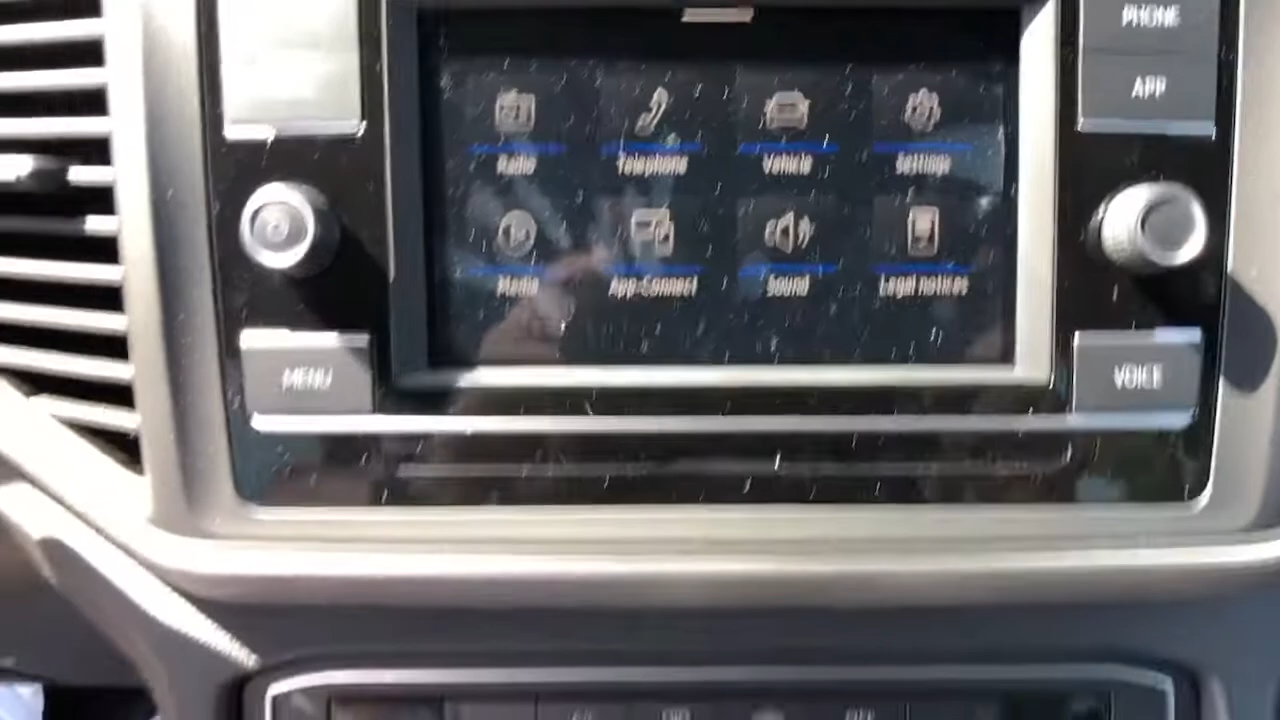 PHONE
APP
Radio
Telephone
Vehicle
Settings
Media
App-Connect
Sound
Legal notices
MENU
VOICE